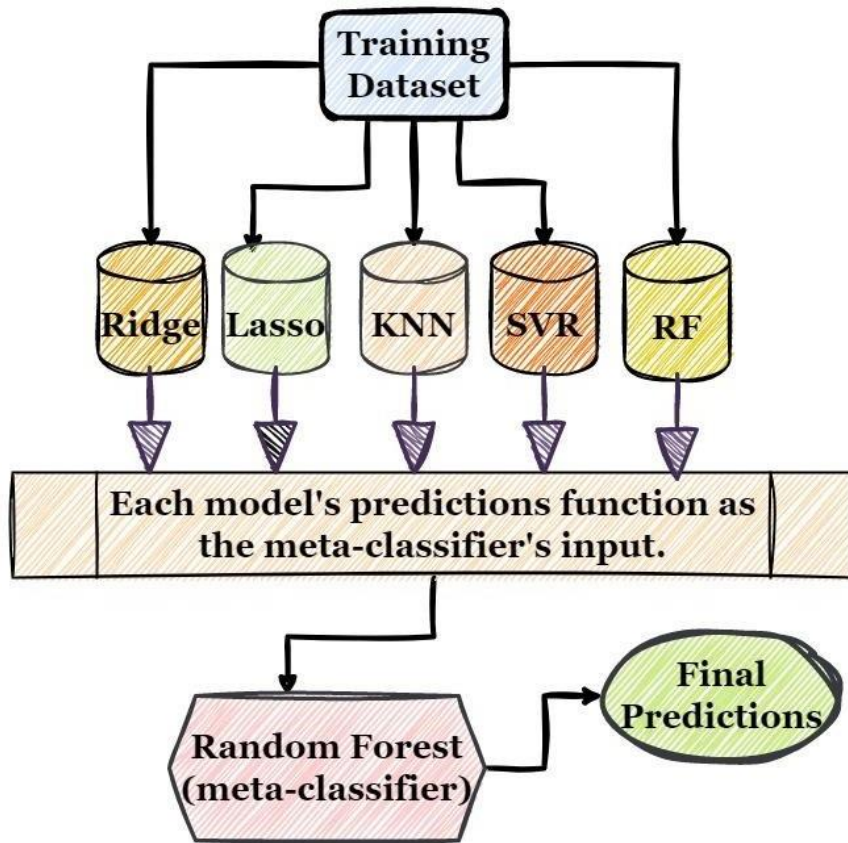 Training
Dataset
Ridge
Lasso
KNN
SVR
RF
Each model's predictions function as
the meta-classifier's input.
Random Forest
(meta-classifier)
Final
Predictions